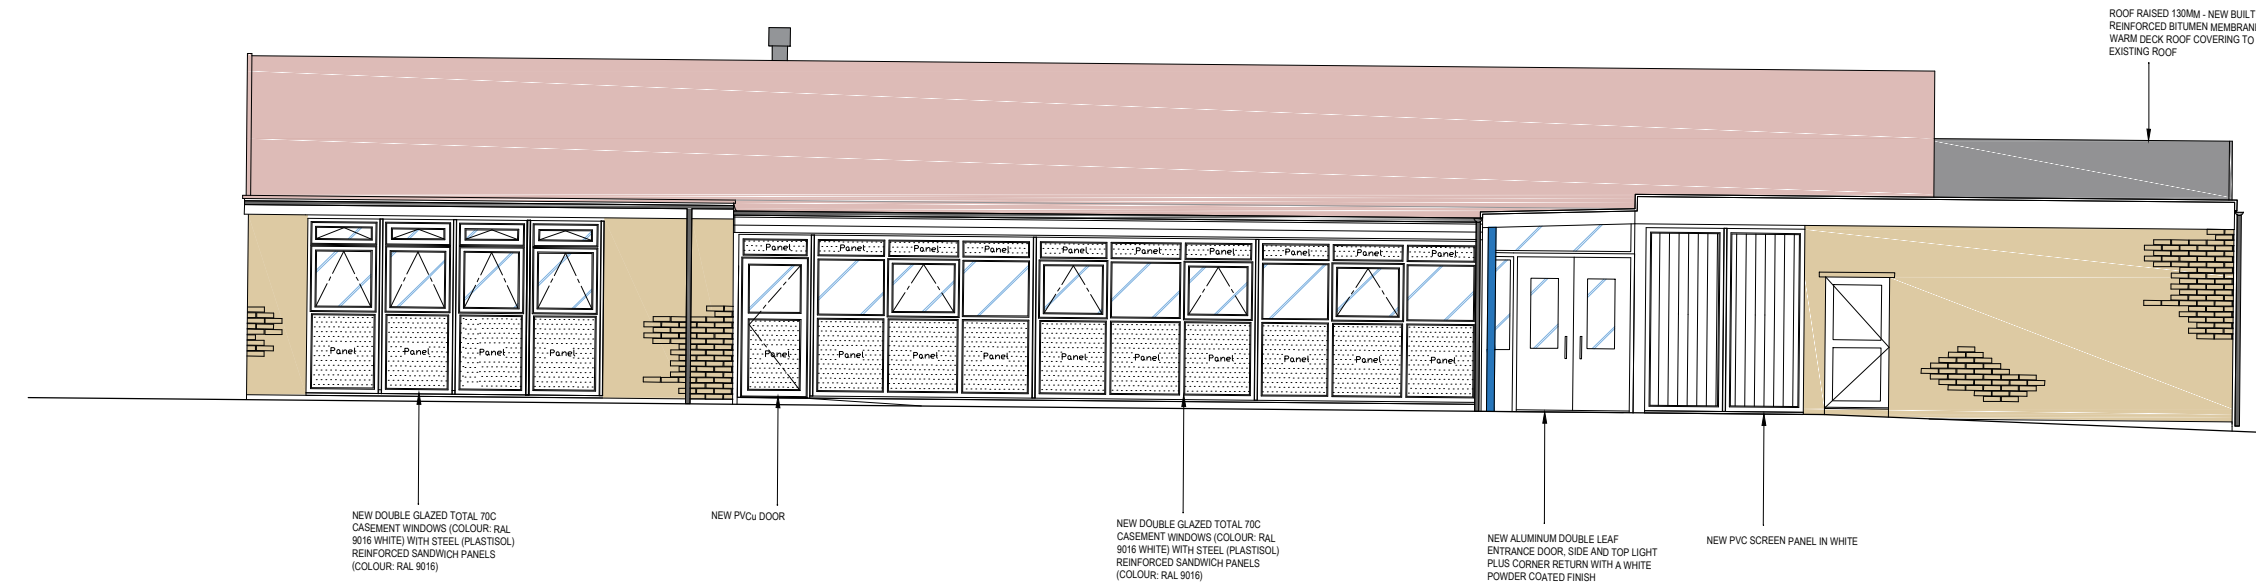 ROOF RAISED 130MM - NEW BUILT
REINFORCED BITUMEN MEMBRAN
WARM DECK ROOF COVERING TO
EXISTING ROOF
Panel Panel Panel Panel Panel Panel Panel Panel Panel Panel
Panel Panel Panel Panel Panel Panel Panel Panel Panel Panel Panel Panel Panel Panel
NEW DOUBLE GLAZED TOTAL 70C
CASEMENT WINDOWS (COLOUR: RAL
9016 WHITE) WITH STEEL (PLASTISOL)
REINFORCED SANDWICH PANELS
(COLOUR: RAL 9016)
NEW PVCu DOOR
NEW DOUBLE GLAZED TOTAL 70C
CASEMENT WINDOWS (COLOUR: RAL
9016 WHITE) WITH STEEL (PLASTISOL)
REINFORCED SANDWICH PANELS
(COLOUR: RAL 9016)
NEW ALUMINUM DOUBLE LEAF
ENTRANCE DOOR, SIDE AND TOP LIGHT
PLUS CORNER RETURN WITH A WHITE
POWDER COATED FINISH
NEW PVC SCREEN PANEL IN WHITE